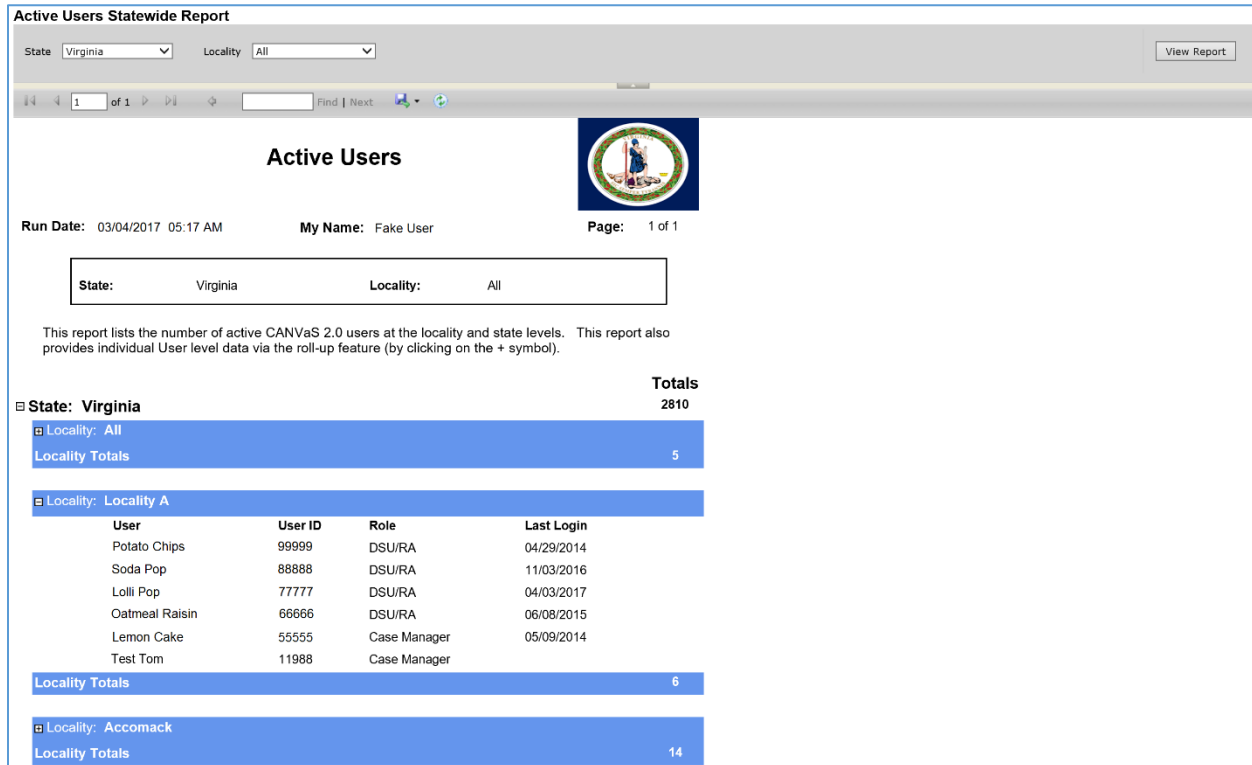 Active Users Statewide Report
State Virginia Locality All View Report
1 of 1 Find | Next
Active Users
Run Date: 03/04/2017 05:17 AM My Name: Fake User Page: 1 of 1
State: Virginia Locality: All
This report lists the number of active CANVaS 2.0 users at the locality and state levels. This report also
provides individual User level data via the roll-up feature (by clicking on the + symbol).
Totals
State: Virginia 2810
Locality: All
Locality Totals 5
Locality: Locality A
User User ID Role Last Login
Potato Chips 99999 DSU/RA 04/29/2014
Soda Pop 88888 DSU/RA 11/03/2016
Lolli Pop 77777 DSU/RA 04/03/2017
Oatmeal Raisin 66666 DSU/RA 06/08/2015
Lemon Cake 55555 Case Manager 05/09/2014
Test Tom 11988 Case Manager
Locality Totals 6
Locality: Accomack
Locality Totals 14